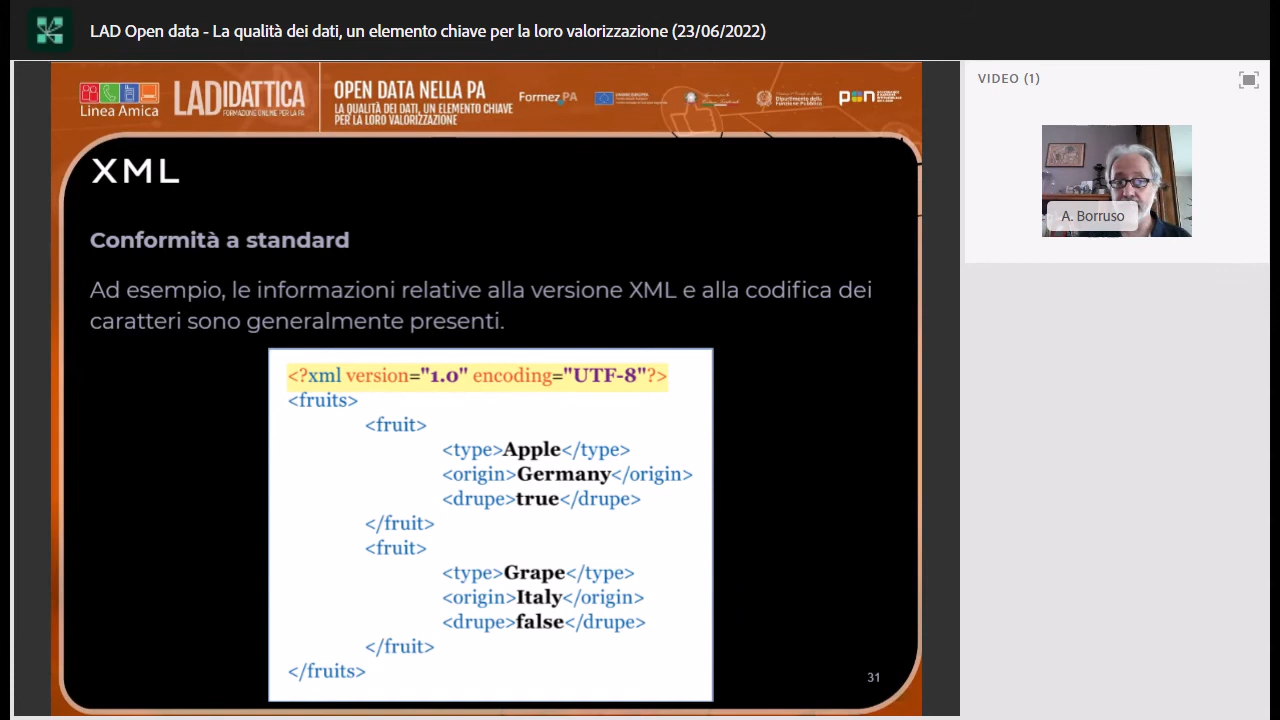 LAD Open data - La qualità dei dati, un elemento chiave per la loro valorizzazione (23/06/2022)
VIDEO (1)
Linea Amica
LADIDATTICA
FORMAZIONE ONLINE PER LA PA
OPEN DATA NELLA PA
LA QUALITÀ DEI DATI, UN ELEMENTO CHIAVE
PER LA LORO VALORIZZAZIONE
FormezPA
UNIONE EUROPEA
Dipartimento della
Funzione Pubblica
pon
XML
Conformità a standard
Ad esempio, le informazioni relative alla versione XML e alla codifica dei
caratteri sono generalmente presenti.
<?xml version="1.0" encoding="UTF-8"?>
<fruits>
<fruit>
<type>Apple</type>
<origin>Germany</origin>
<drupe>true</drupe>
</fruit>
<fruit>
<type>Grape</type>
<origin>Italy</origin>
<drupe>false</drupe>
</fruit>
</fruits>
31
A. Borruso